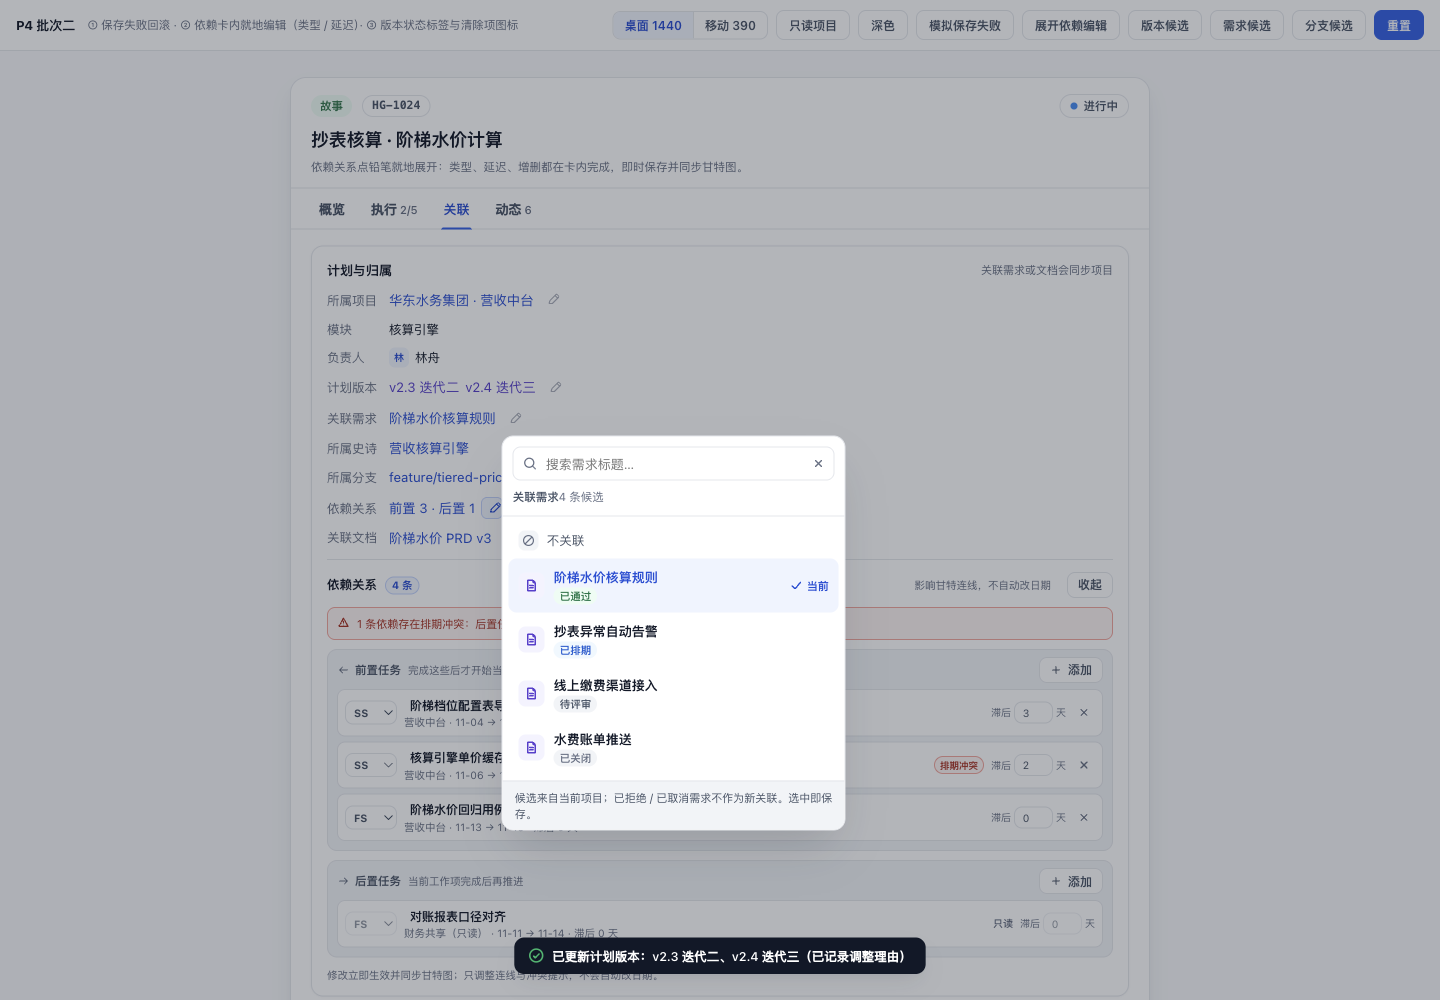 P4 批次二 ① 保存失败回滚 · ② 依赖卡内就地编辑（类型 / 延迟）· ③ 版本状态标签与清除项图标 桌面 1440 移动 390 只读项目 深色 模拟保存失败 展开依赖编辑 版本候选 需求候选 分支候选 重置
故事 HG-1024 进行中
抄表核算 · 阶梯水价计算
依赖关系点铅笔就地展开：类型、延迟、增删都在卡内完成，即时保存并同步甘特图。
概览 执行 2/5 关联 动态 6
计划与归属 关联需求或文档会同步项目
所属项目 华东水务集团 · 营收中台
模块 核算引擎
负责人 林 林舟
计划版本 v2.3 迭代二 v2.4 迭代三
关联需求 阶梯水价核算规则
所属史诗 营收核算引擎
所属分支 feature/tiered-pric
依赖关系 前置 3 · 后置 1
关联文档 阶梯水价 PRD v3
搜索需求标题...
关联需求4 条候选
不关联
阶梯水价核算规则
已通过
当前
抄表异常自动告警
已排期
线上缴费渠道接入
待评审
水费账单推送
已关闭
候选来自当前项目；已拒绝 / 已取消需求不作为新关联。选中即保
存。
依赖关系 4 条 影响甘特连线，不自动改日期 收起
1 条依赖存在排期冲突：后置
← 前置任务 完成这些后才开始当 + 添加
SS 阶梯档位配置表 滞后 3 天
营收中台 · 11-04 →
SS 核算引擎单价缓存 排期冲突 滞后 2 天
营收中台 · 11-06 →
FS 阶梯水价回归用例 滞后 0 天
营收中台 · 11-13 →
→ 后置任务 当前工作项完成后再推进 + 添加
FS 对账报表口径对齐 只读 滞后 0 天
财务共享（只读） · 11-11 → 11-14 · 滞后 0 天
已更新计划版本：v2.3 迭代二、v2.4 迭代三（已记录调整理由）
修改立即生效并同步甘特图；只调整连线与冲突提示，不会自动改日期。